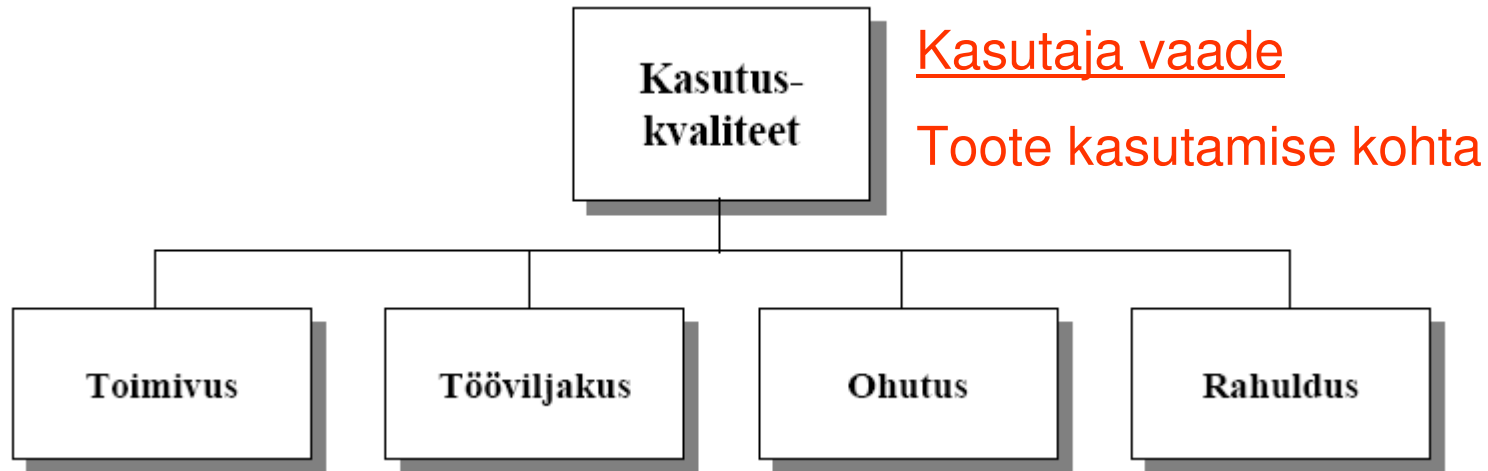 Kasutus-
kvaliteet
Kasutaja vaade
Toote kasutamise kohta
Toimivus
Tööviljakus
Ohutus
Rahuldus